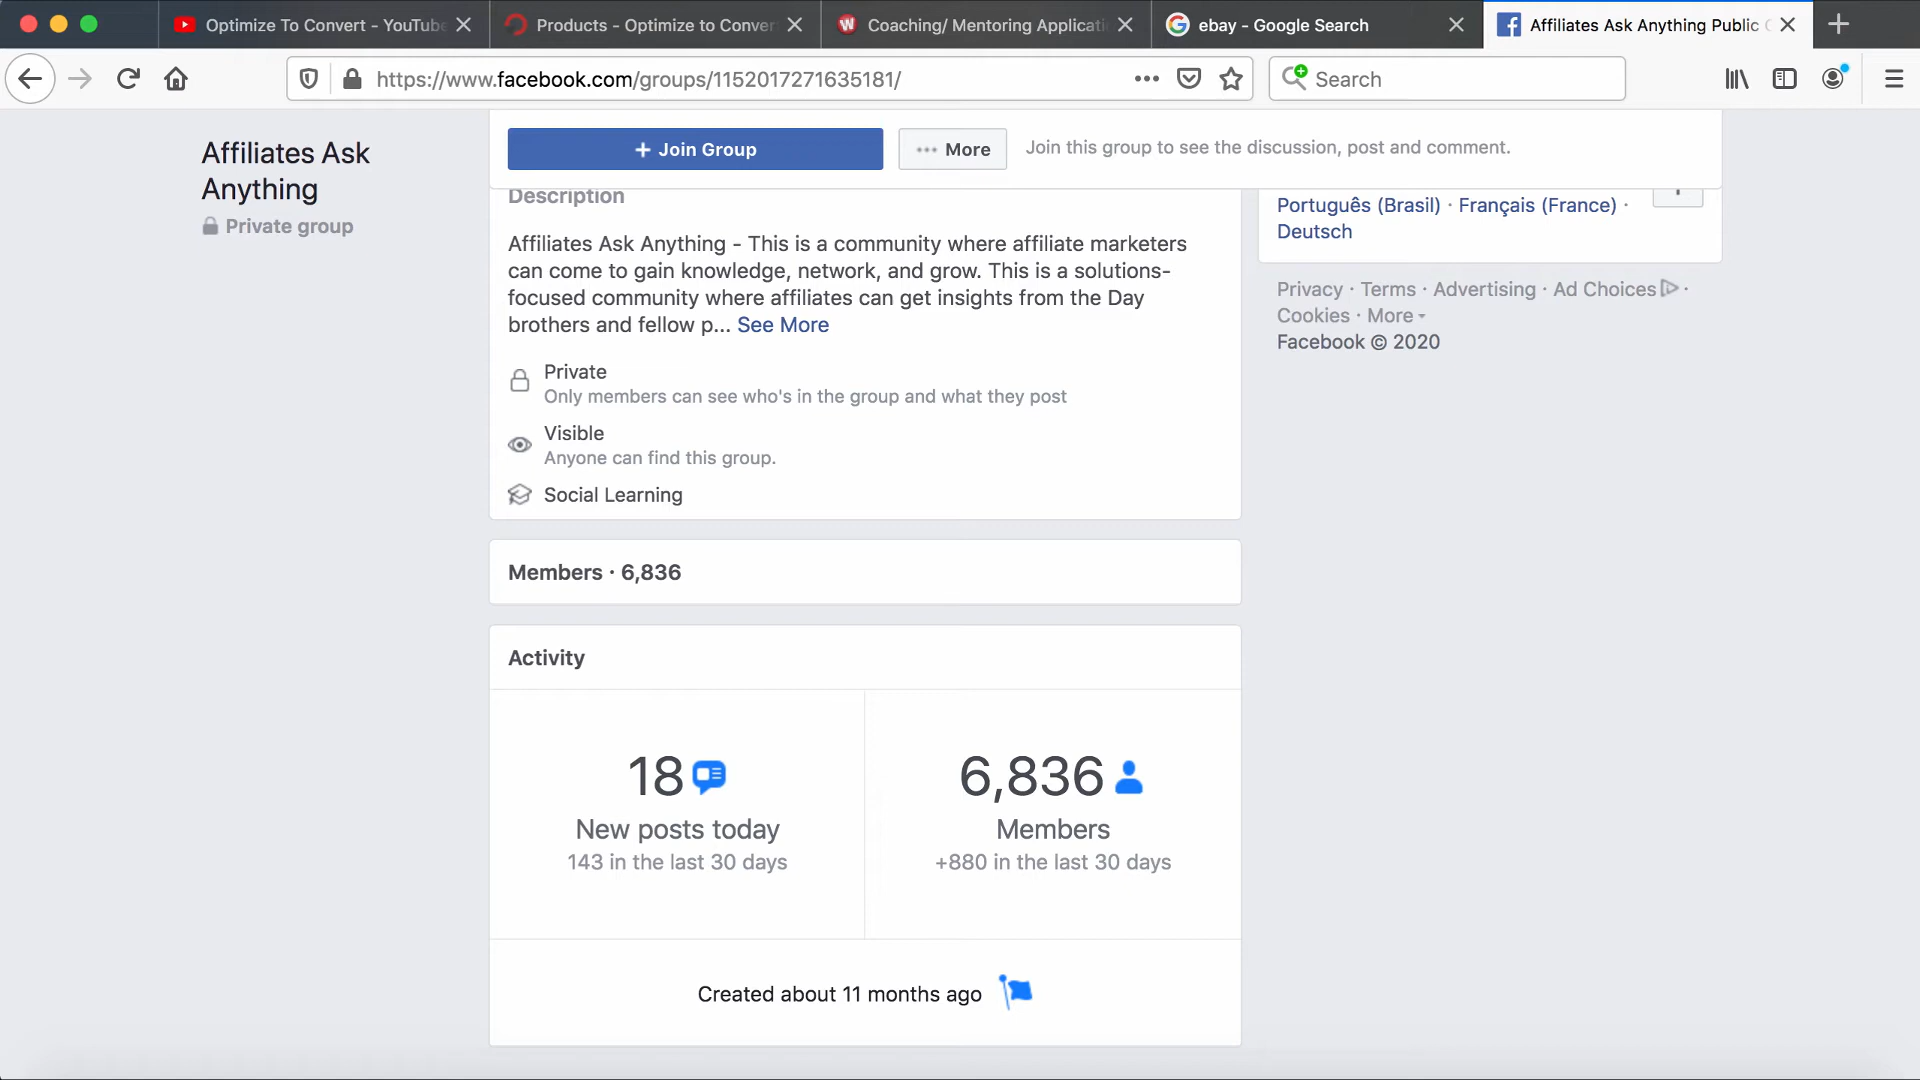 Optimize To Convert - YouTube
Products - Optimize to Conver
Coaching/ Mentoring Applicati
ebay - Google Search
Affiliates Ask Anything Public G
https://www.facebook.com/groups/1152017271635181/
Search
Affiliates Ask
Anything
Private group
+ Join Group
More
Join this group to see the discussion, post and comment.
Description
Affiliates Ask Anything - This is a community where affiliate marketers
can come to gain knowledge, network, and grow. This is a solutions-
focused community where affiliates can get insights from the Day
brothers and fellow p... See More
Private
Only members can see who's in the group and what they post
Visible
Anyone can find this group.
Social Learning
Members · 6,836
Activity
18
New posts today
143 in the last 30 days
6,836
Members
+880 in the last 30 days
Created about 11 months ago
Português (Brasil) · Français (France) ·
Deutsch
Privacy · Terms · Advertising · Ad Choices ·
Cookies · More
Facebook © 2020